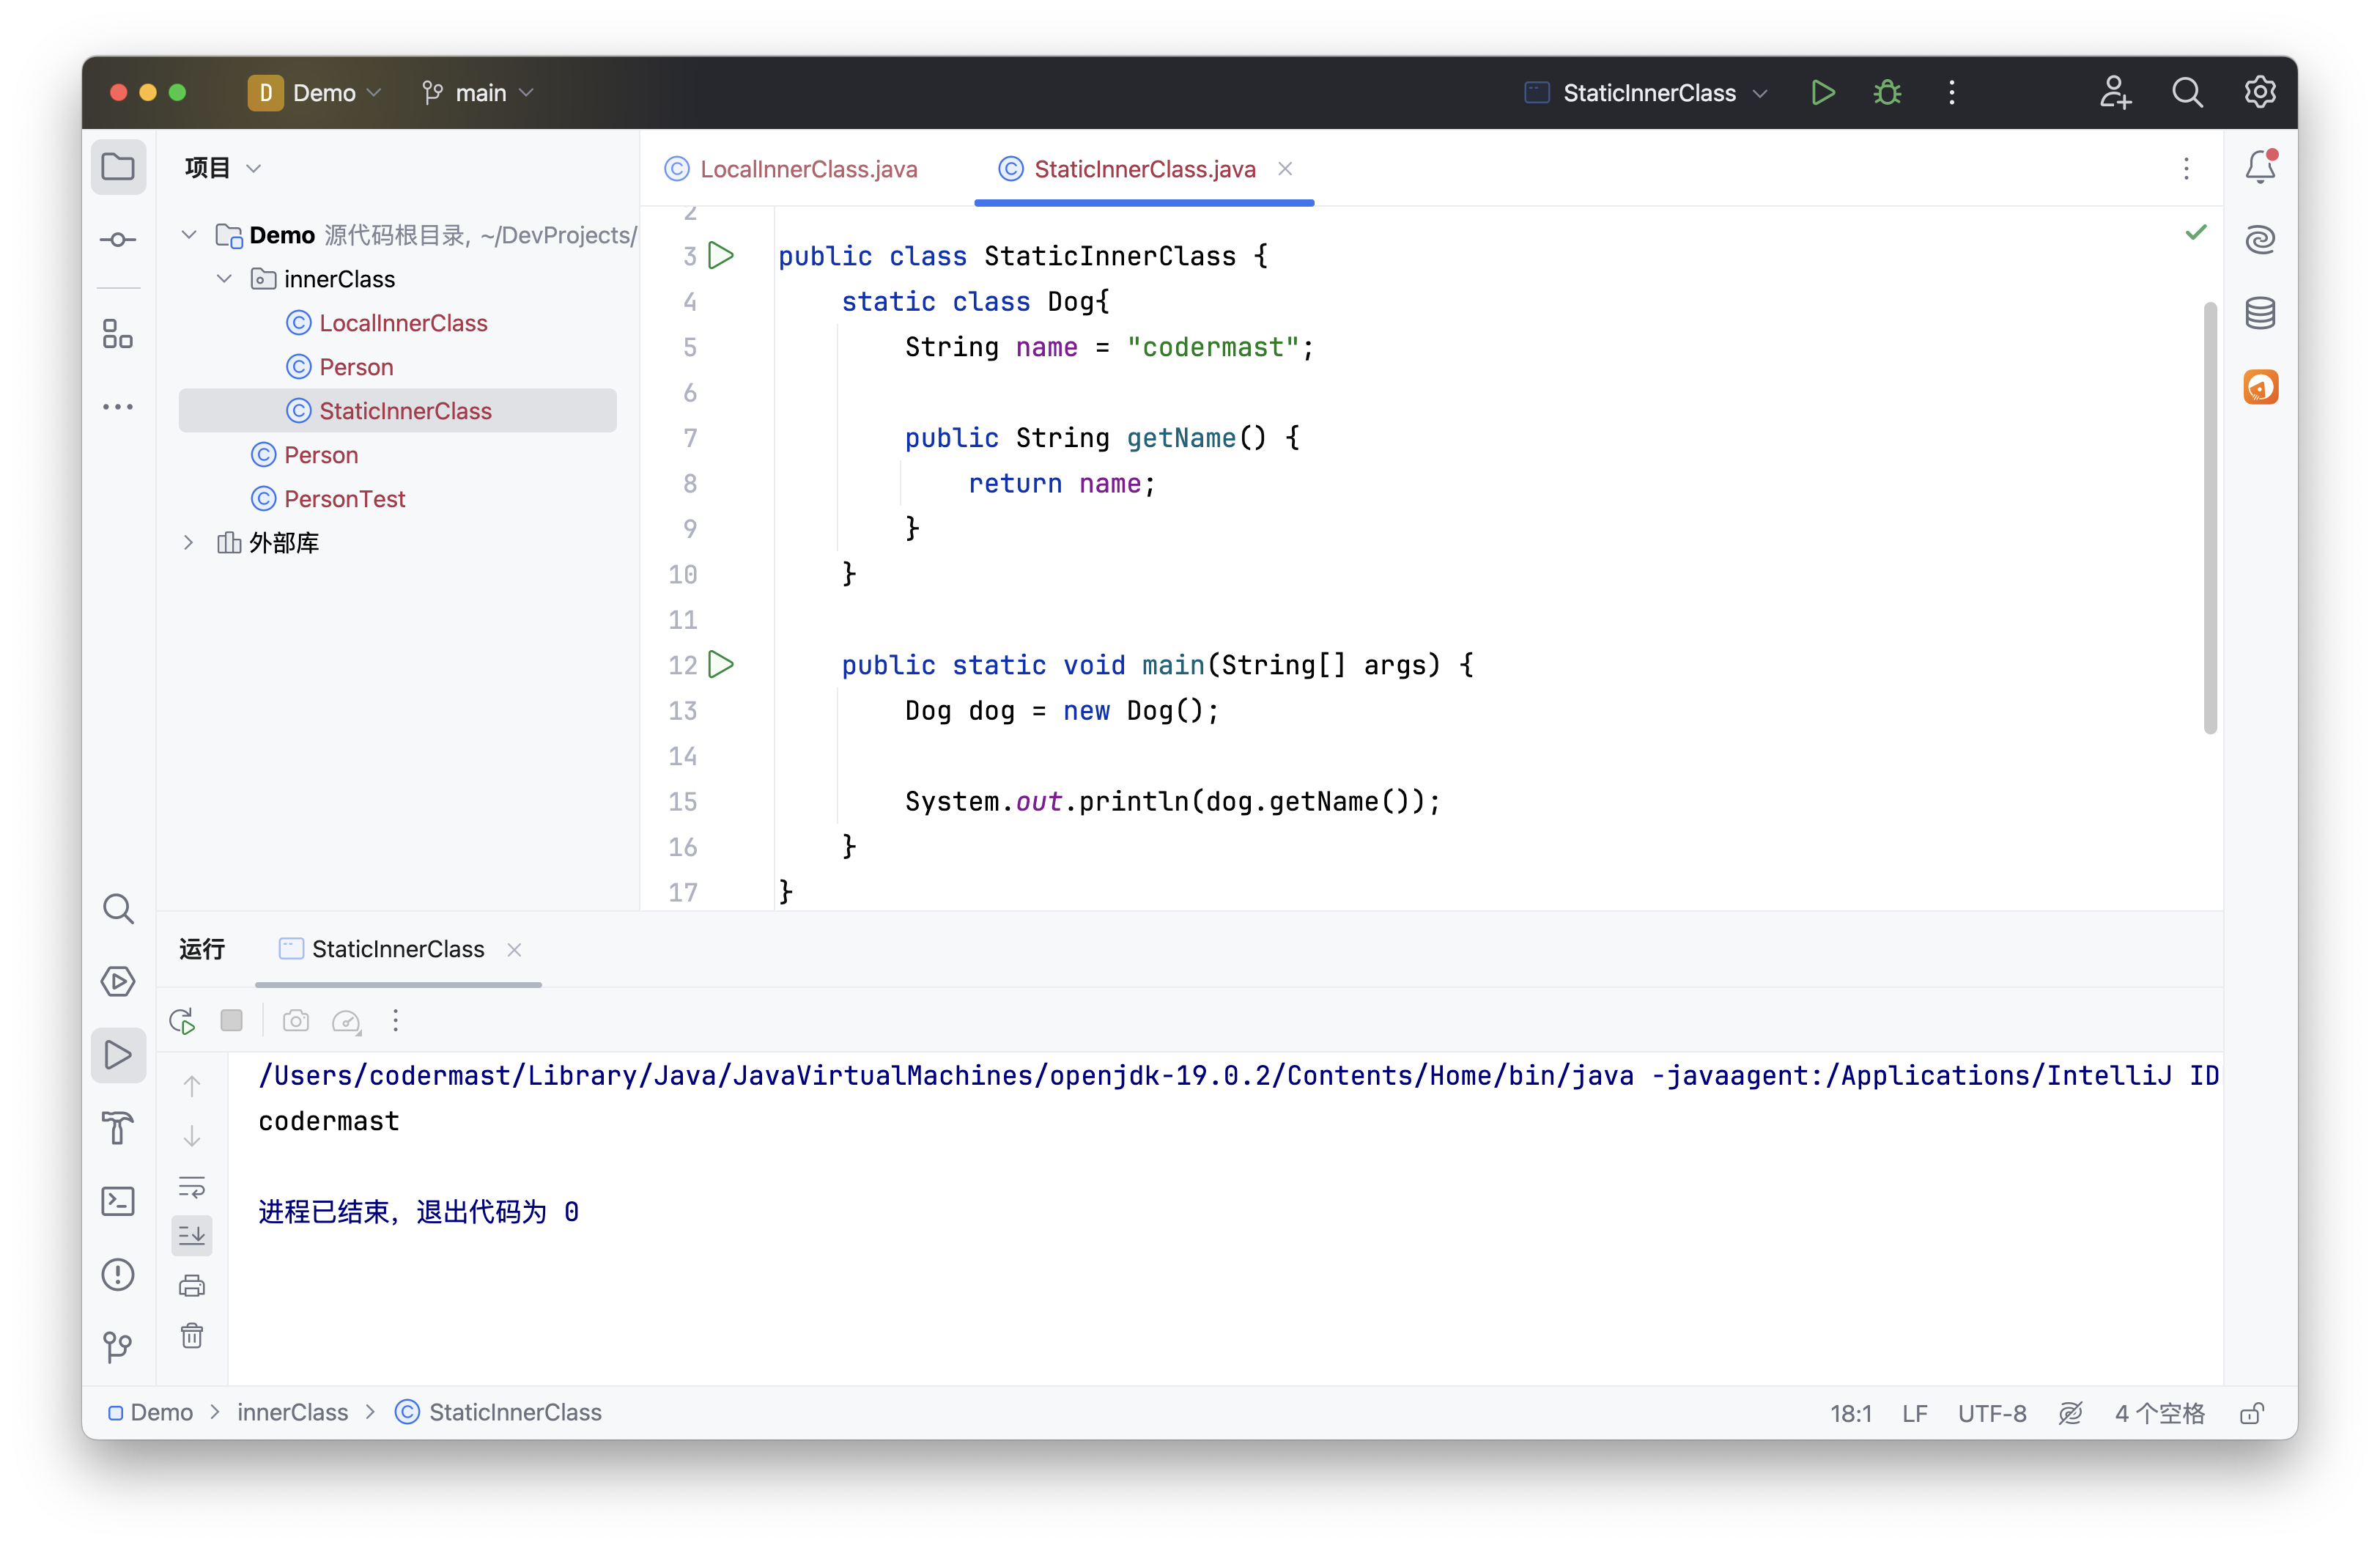 D Demo main StaticInnerClass
项目
Demo 源代码根目录, ~/DevProjects/
innerClass
LocalInnerClass
Person
StaticInnerClass
Person
PersonTest
外部库
LocalInnerClass.java StaticInnerClass.java
2
3 public class StaticInnerClass {
4 static class Dog{
5 String name = "codermast";
6
7 public String getName() {
8 return name;
9 }
10 }
11
12 public static void main(String[] args) {
13 Dog dog = new Dog();
14
15 System.out.println(dog.getName());
16 }
17 }
运行 StaticInnerClass
/Users/codermast/Library/Java/JavaVirtualMachines/openjdk-19.0.2/Contents/Home/bin/java -javaagent:/Applications/IntelliJ ID
codermast
进程已结束，退出代码为 0
Demo innerClass StaticInnerClass 18:1 LF UTF-8 4 个空格